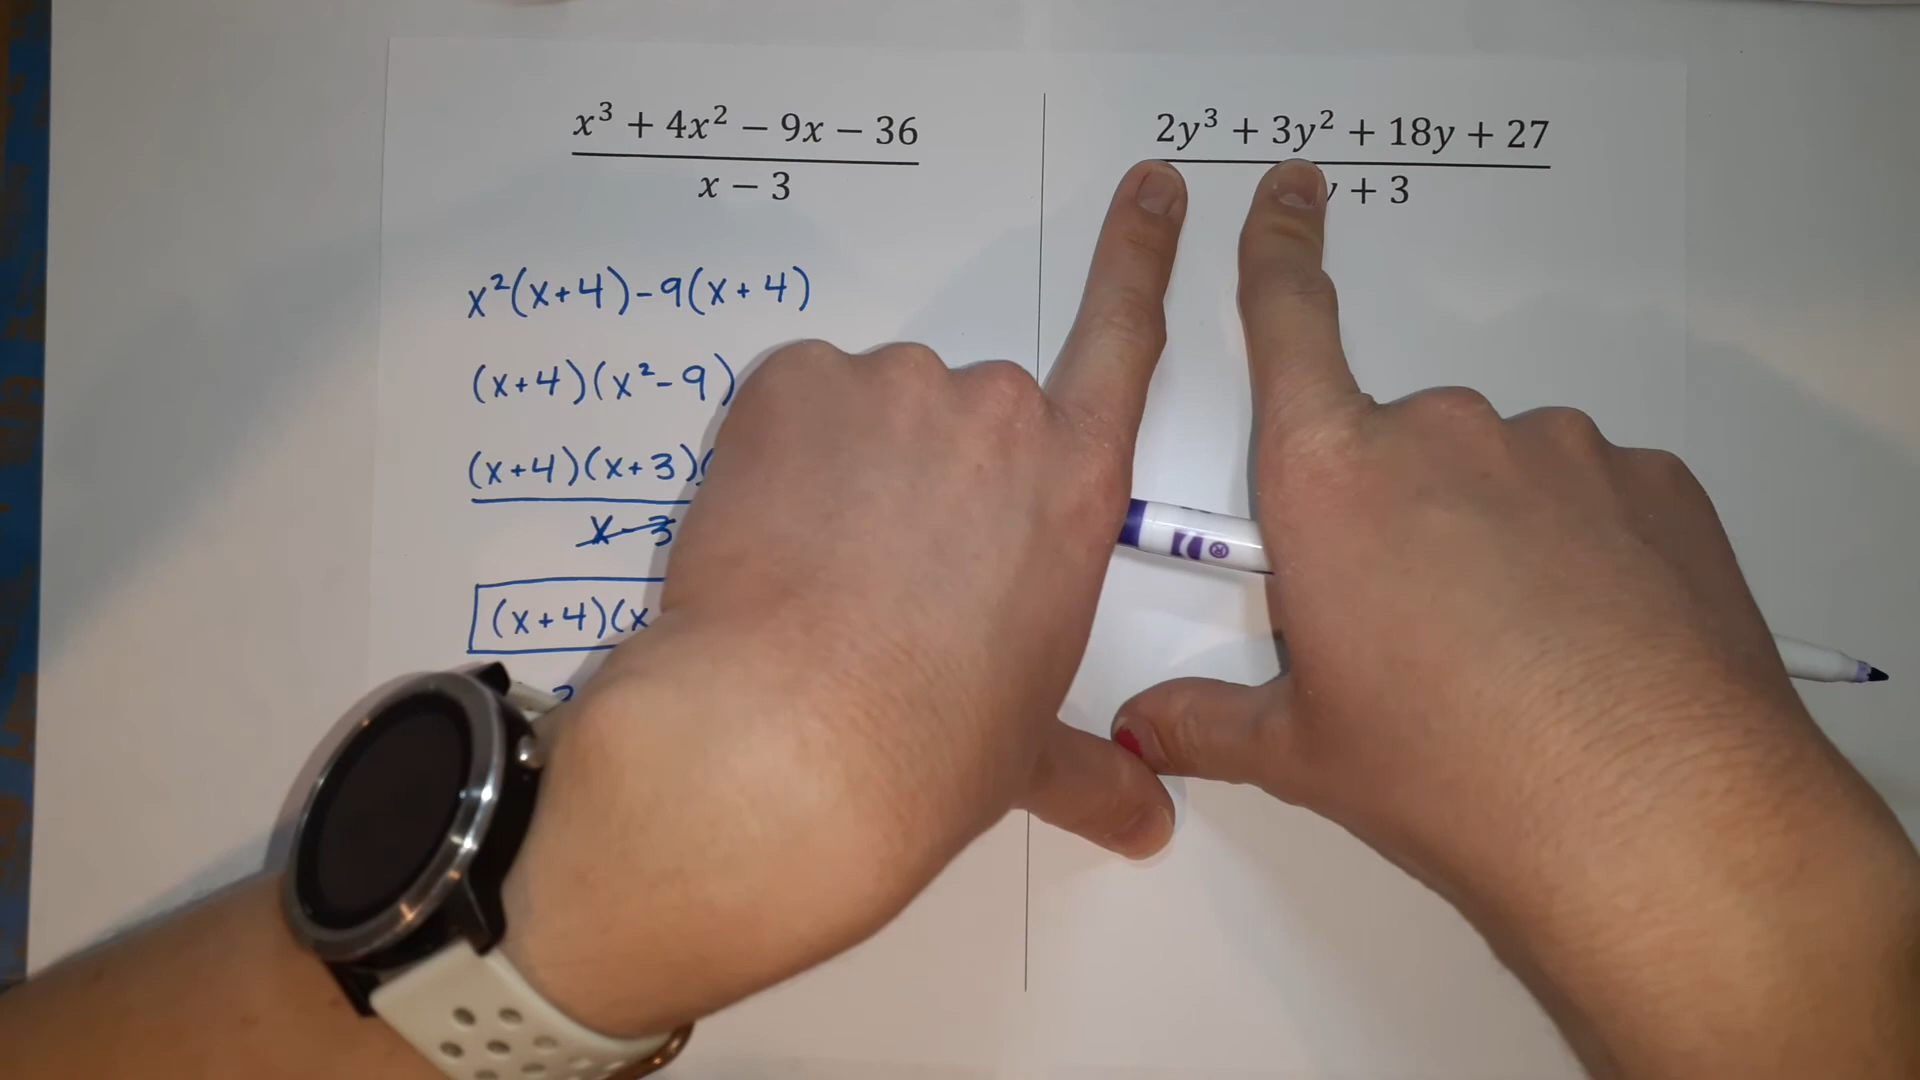 x³ + 4x² − 9x − 36
x − 3
x²(x+4)-9(x+4)
(x+4)(x²-9)
(x+4)(x+3)(
x-3
(x+4)(x
2y³ + 3y² + 18y + 27
+ 3
®